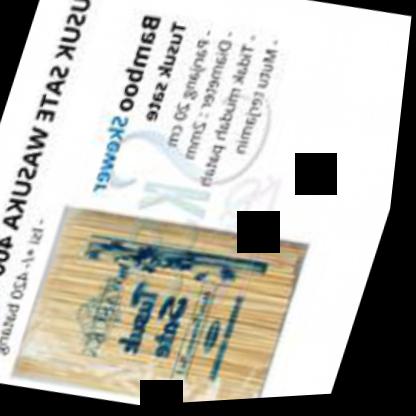 TUSUK SATE WASUKA 400
- Isi +/- 420 batang
Bamboo Skewer
Tusuk sate
- Panjang 20 cm
- Diameter : 2mm
- Tidak mudah patah
- Mutu terjamin
Tusuk
Sate